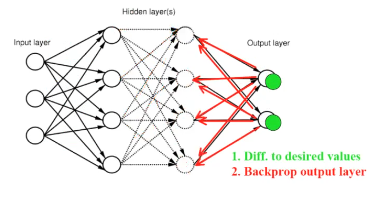 Hidden layer(s)
Input layer
Output layer
1. Diff. to desired values
2. Backprop output layer